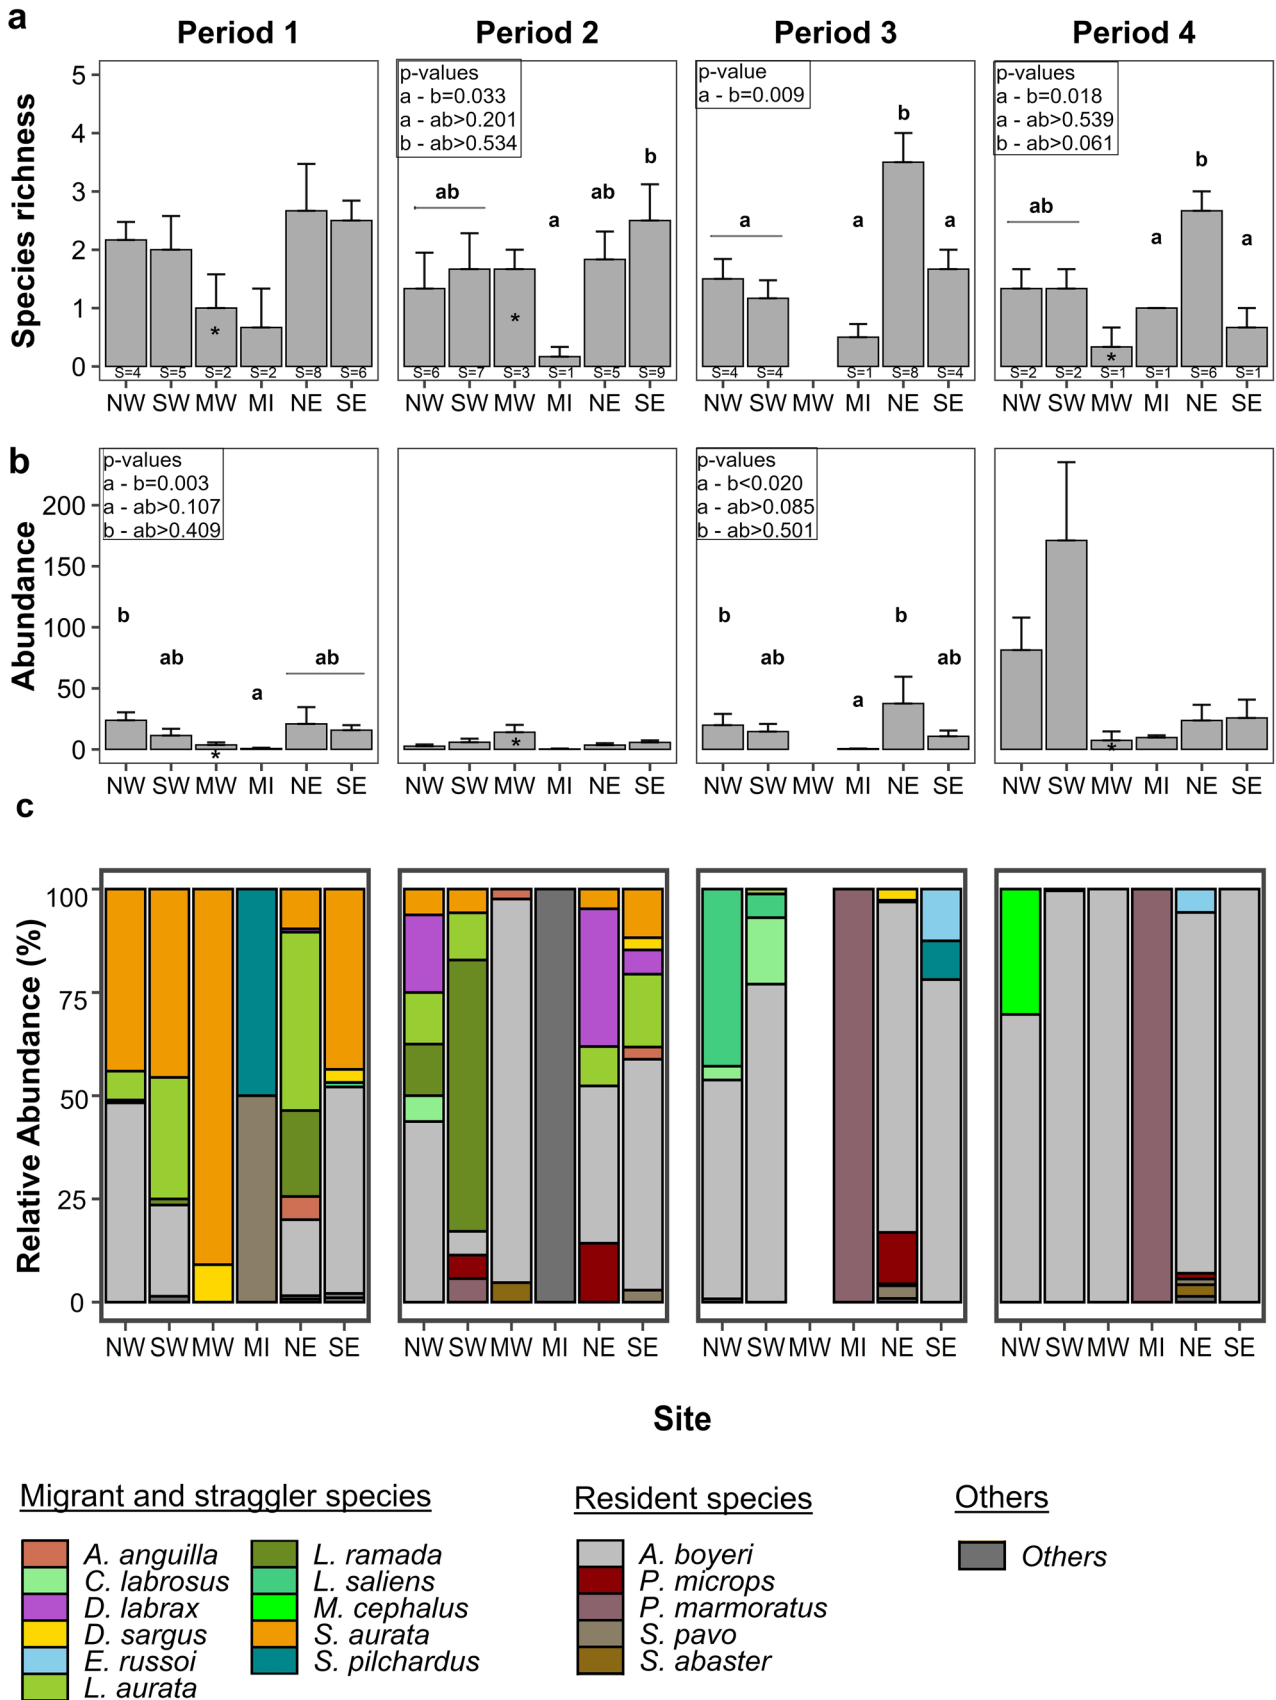 a
Period 1
Period 2
Period 3
Period 4
Species richness
5
4
3
2
1
0
p-values
a - b=0.033
a - ab>0.201
b - ab>0.534
p-value
a - b=0.009
p-values
a - b=0.018
a - ab>0.539
b - ab>0.061
*
S=4 S=5 S=2 S=2 S=8 S=6
NW SW MW MI NE SE
ab
a
ab
b
*
S=6 S=7 S=3 S=1 S=5 S=9
NW SW MW MI NE SE
a
a
b
a
S=4 S=4 S=1 S=8 S=4
NW SW MW MI NE SE
ab
a
b
a
*
S=2 S=2 S=1 S=1 S=6 S=1
NW SW MW MI NE SE
b
Abundance
200
150
100
50
0
p-values
a - b=0.003
a - ab>0.107
b - ab>0.409
b
ab
a
ab
*
NW SW MW MI NE SE
*
NW SW MW MI NE SE
p-values
a - b<0.020
a - ab>0.085
b - ab>0.501
b
ab
a
b
ab
NW SW MW MI NE SE
*
NW SW MW MI NE SE
c
Relative Abundance (%)
100
75
50
25
0
NW SW MW MI NE SE
NW SW MW MI NE SE
NW SW MW MI NE SE
NW SW MW MI NE SE
Site
Migrant and straggler species
A. anguilla
C. labrosus
D. labrax
D. sargus
E. russoi
L. aurata
L. ramada
L. saliens
M. cephalus
S. aurata
S. pilchardus
Resident species
A. boyeri
P. microps
P. marmoratus
S. pavo
S. abaster
Others
Others